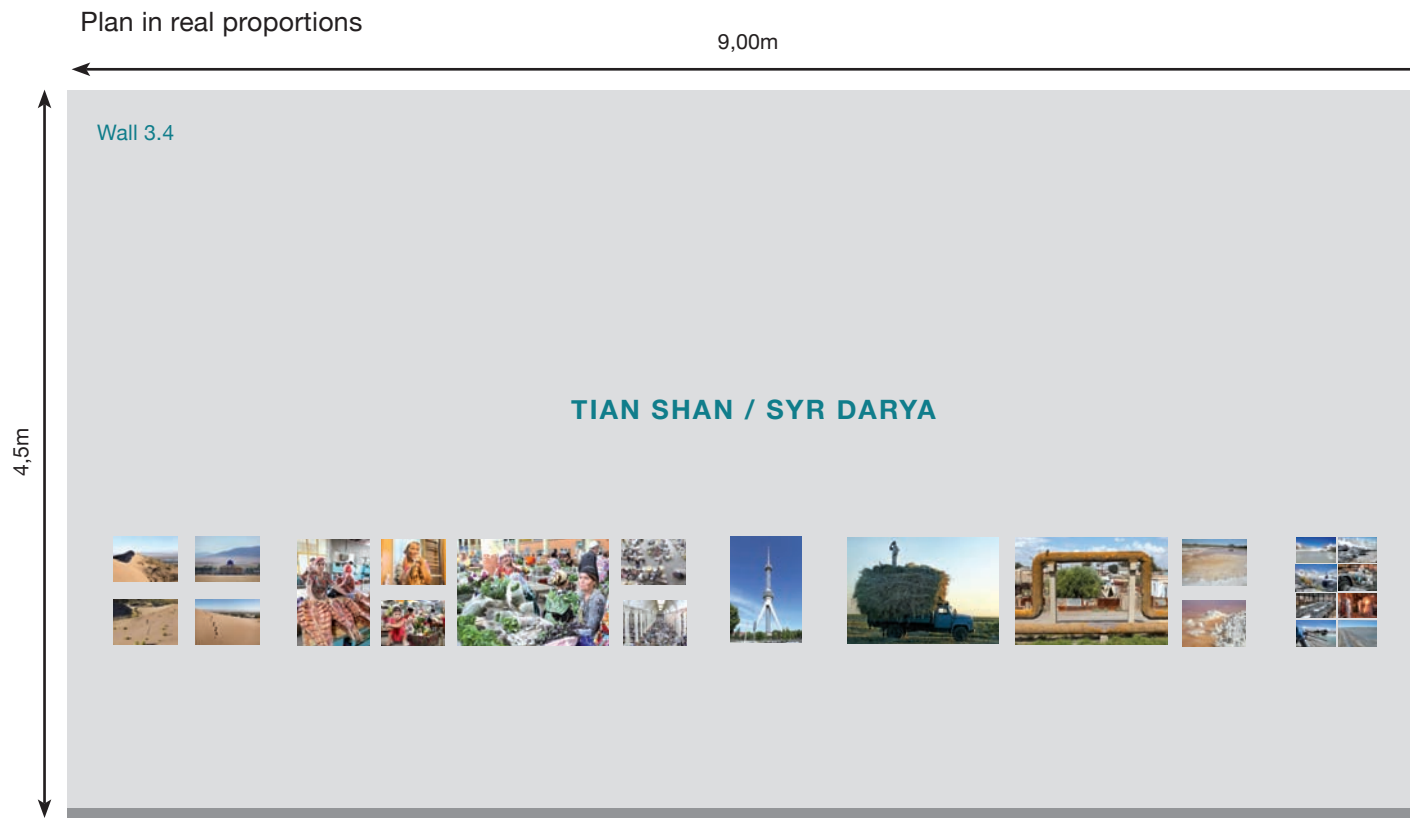 Plan in real proportions
9,00m
Wall 3.4
4,5m
TIAN SHAN / SYR DARYA